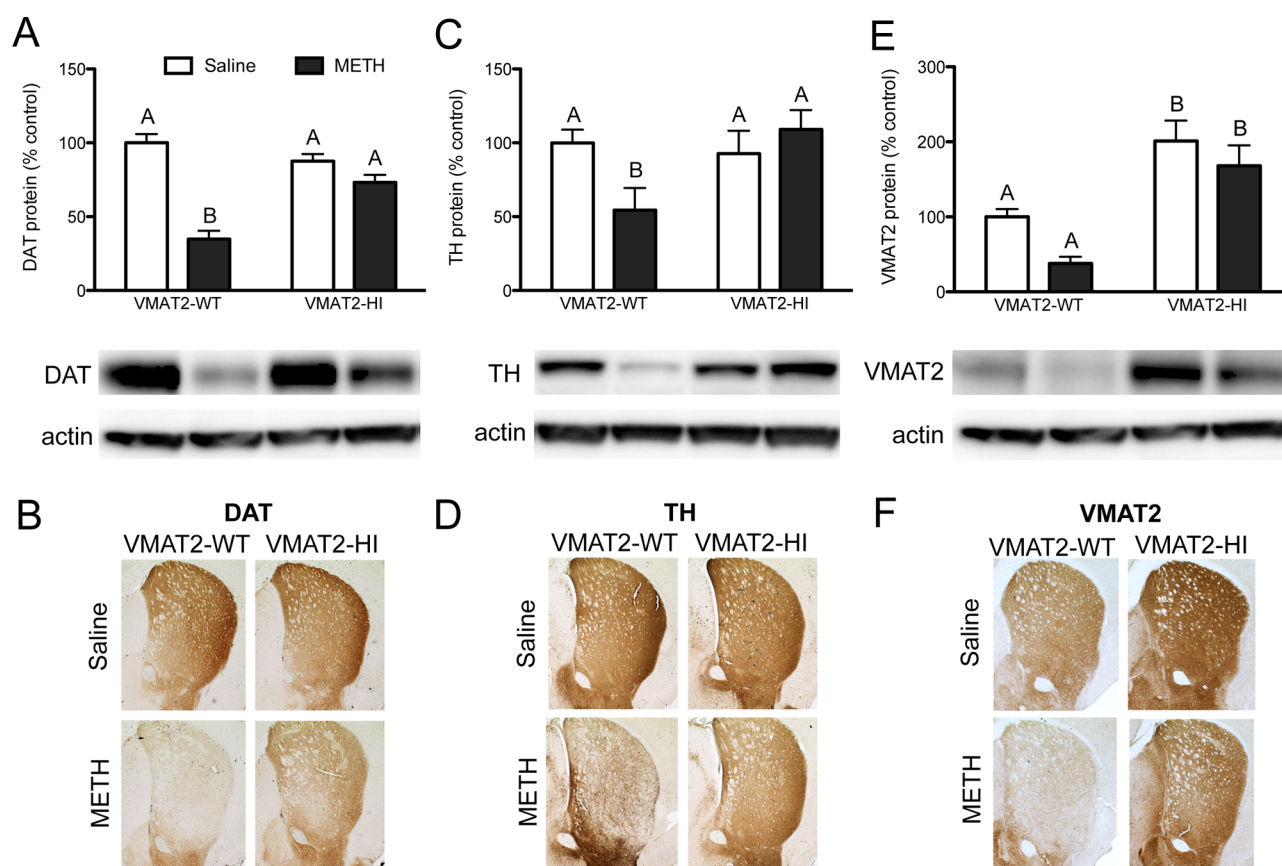 A
DAT protein (% control)
150
100
50
0
Saline
METH
A
B
A
A
VMAT2-WT
VMAT2-HI
DAT
actin
C
TH protein (% control)
150
100
50
0
A
B
A
A
VMAT2-WT
VMAT2-HI
TH
actin
E
VMAT2 protein (% control)
300
200
100
0
A
A
B
B
VMAT2-WT
VMAT2-HI
VMAT2
actin
B
DAT
VMAT2-WT VMAT2-HI
Saline
METH
D
TH
VMAT2-WT VMAT2-HI
Saline
METH
F
VMAT2
VMAT2-WT VMAT2-HI
Saline
METH